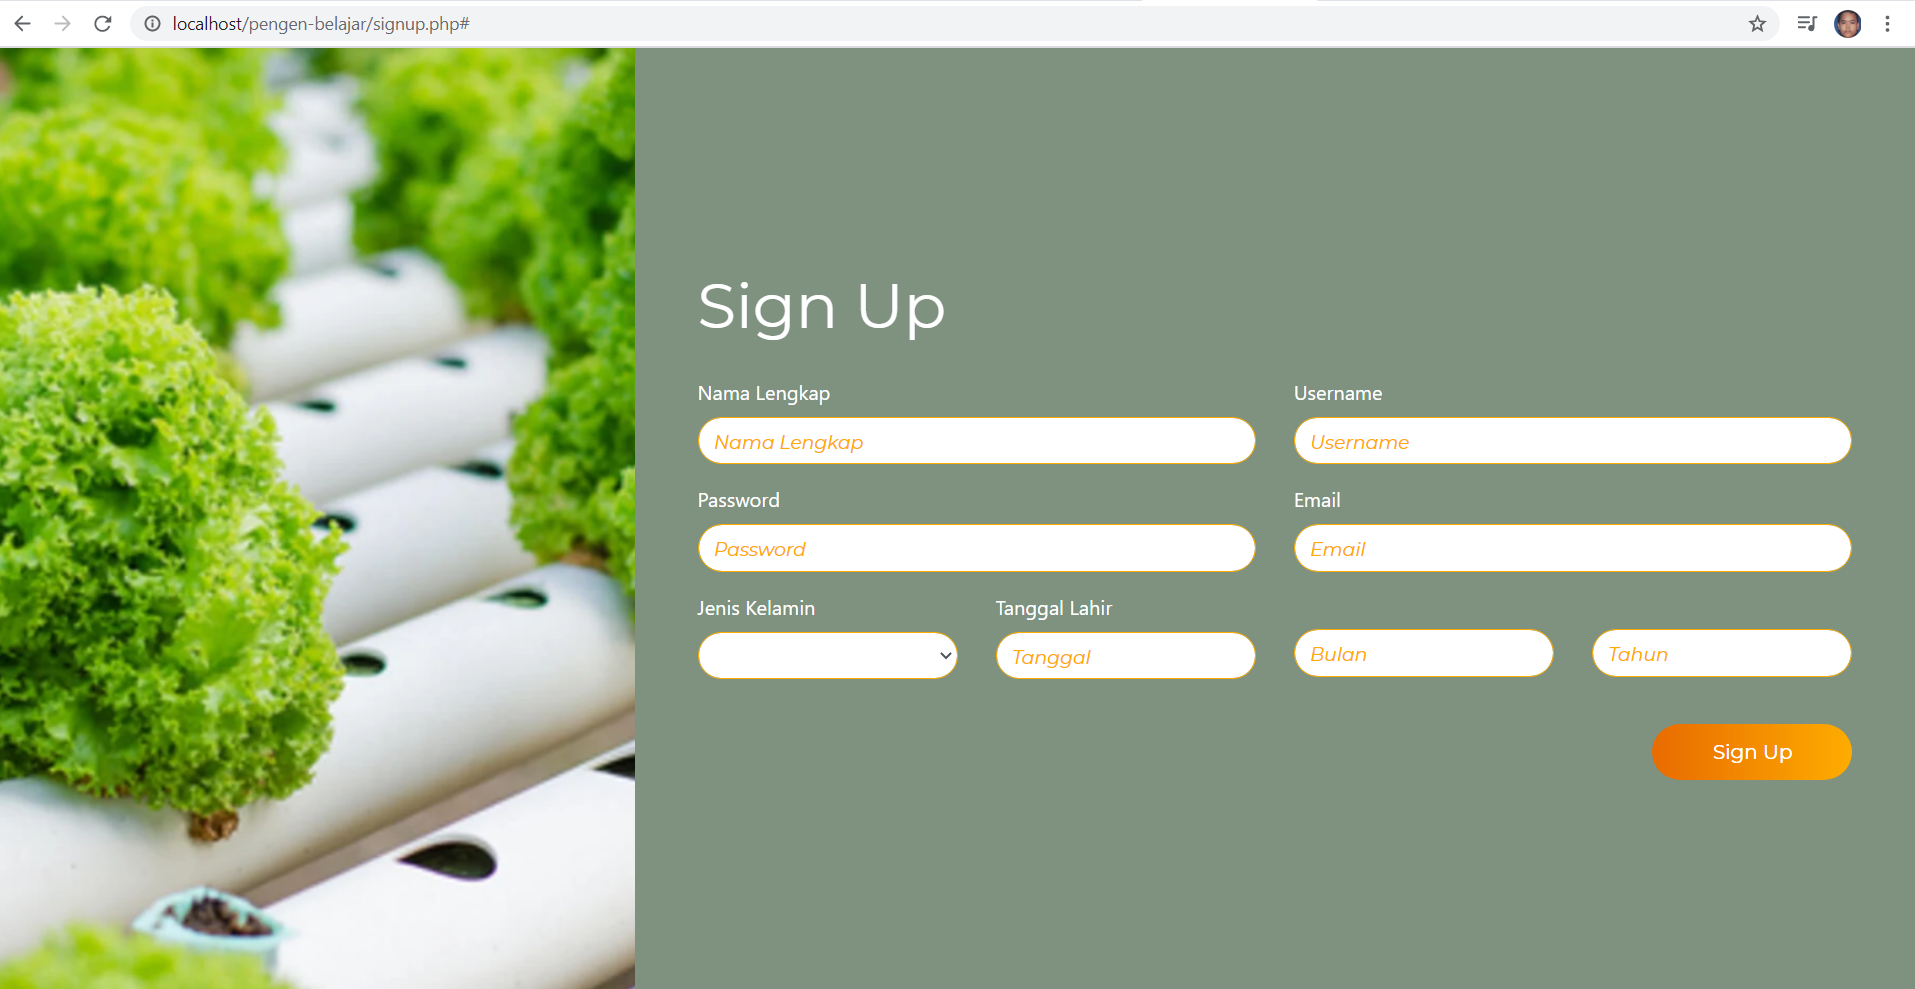 localhost/pengen-belajar/signup.php#
Sign Up
Nama Lengkap Username
Nama Lengkap Username
Password Email
Password Email
Jenis Kelamin Tanggal Lahir
Tanggal Bulan Tahun
Sign Up